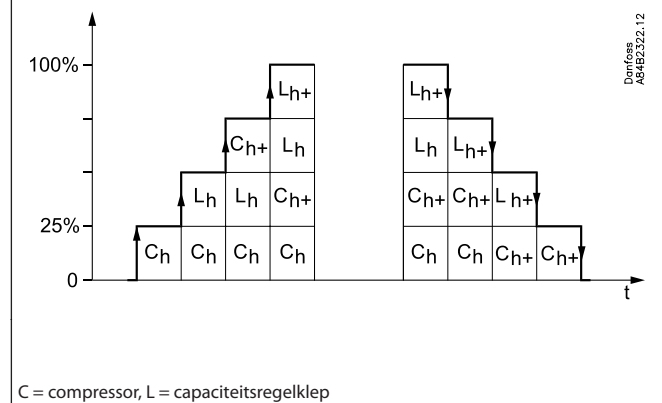 Danfoss
A84B2322.12
100%
Lh+ Lh+
Ch+ Lh Lh Lh+
Lh Lh Ch+ Ch+ Ch+ Lh+
25%
Ch Ch Ch Ch Ch Ch Ch+ Ch+
0
t
C = compressor, L = capaciteitsregelklep